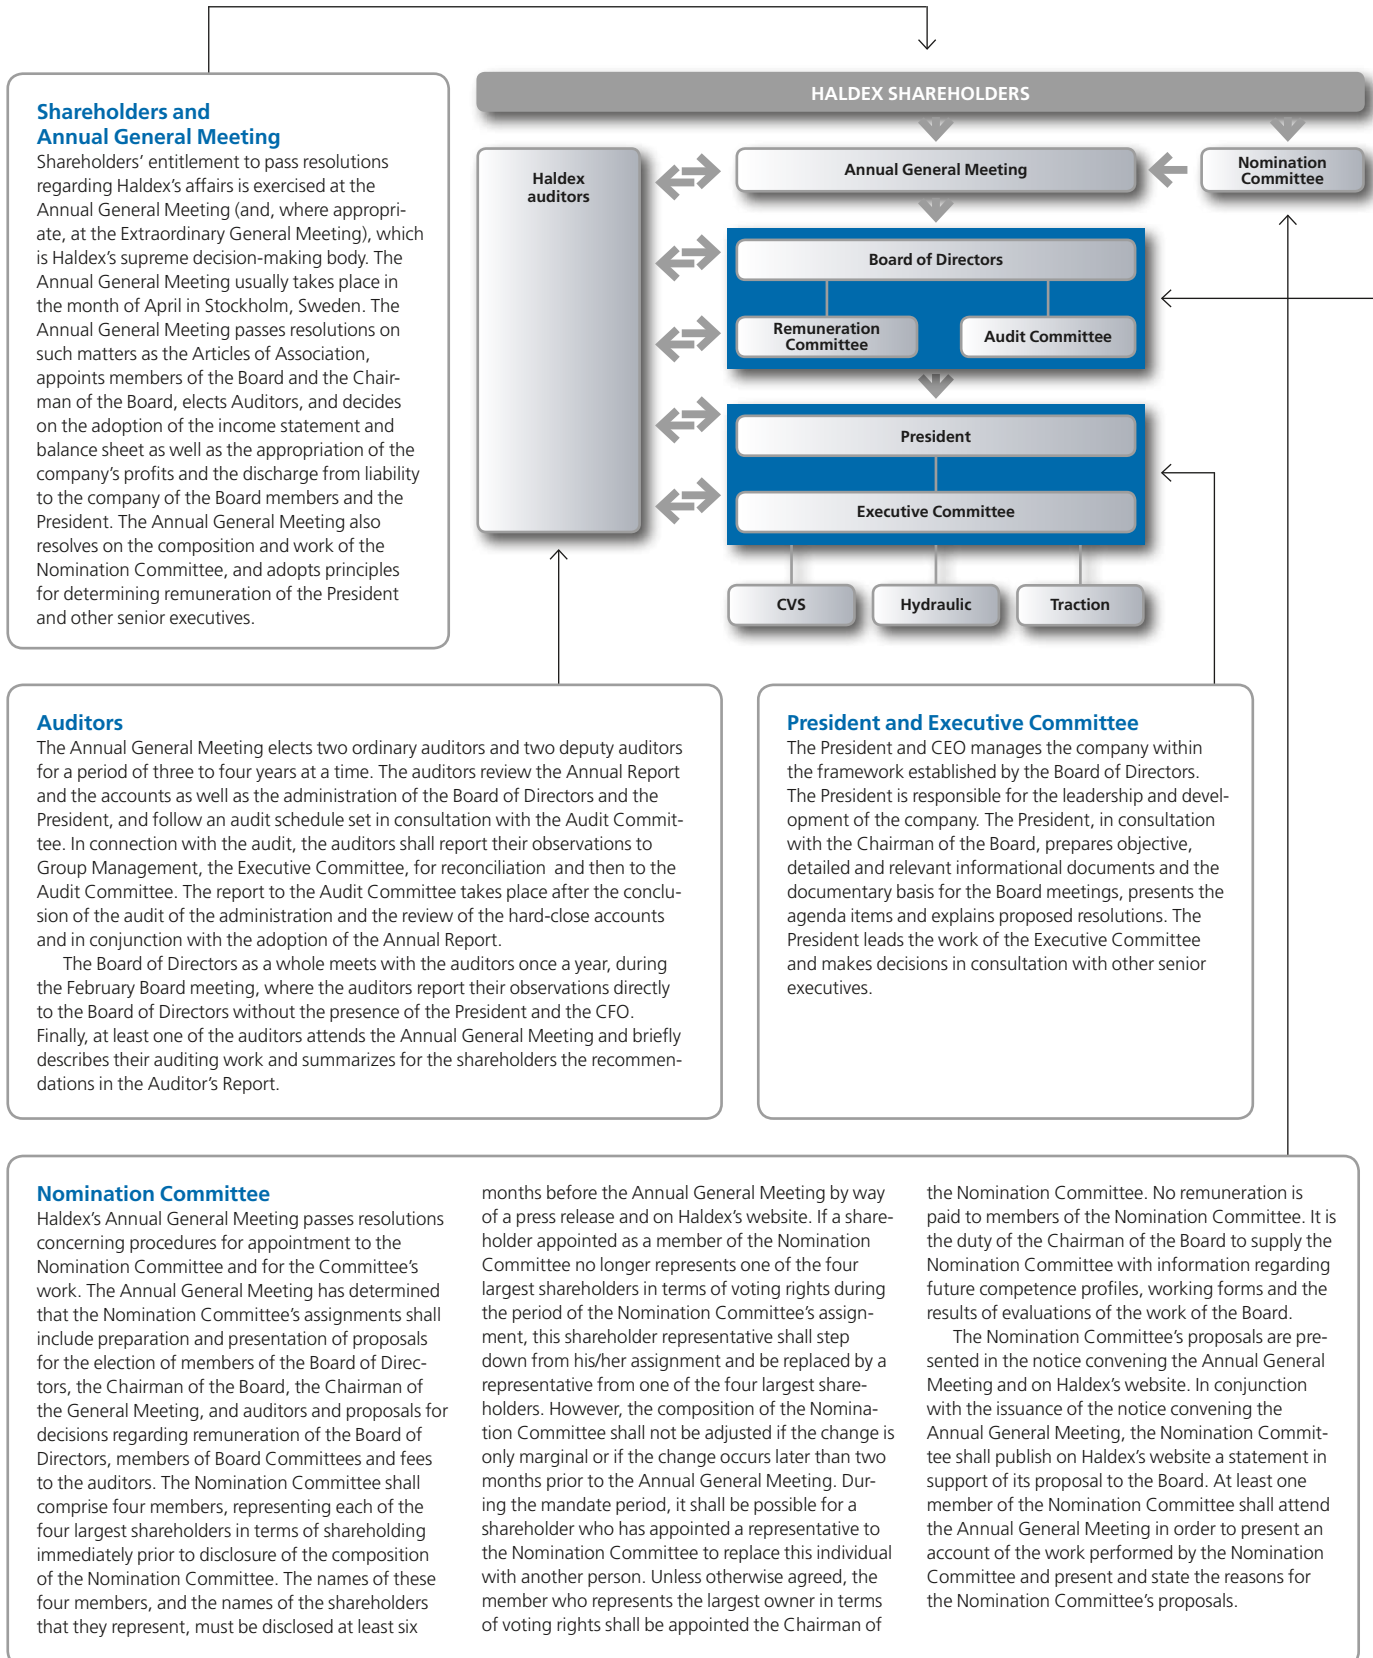 HALDEX SHAREHOLDERS
Shareholders and
Annual General Meeting
Shareholders’ entitlement to pass resolutions
regarding Haldex’s affairs is exercised at the
Annual General Meeting (and, where appropri-
ate, at the Extraordinary General Meeting), which
is Haldex’s supreme decision-making body. The
Annual General Meeting usually takes place in
the month of April in Stockholm, Sweden. The
Annual General Meeting passes resolutions on
such matters as the Articles of Association,
appoints members of the Board and the Chair-
man of the Board, elects Auditors, and decides
on the adoption of the income statement and
balance sheet as well as the appropriation of the
company’s profits and the discharge from liability
to the company of the Board members and the
President. The Annual General Meeting also
resolves on the composition and work of the
Nomination Committee, and adopts principles
for determining remuneration of the President
and other senior executives.
Haldex
auditors
Annual General Meeting
Nomination
Committee
Board of Directors
Remuneration
Committee
Audit Committee
President
Executive Committee
CVS
Hydraulic
Traction
Auditors
The Annual General Meeting elects two ordinary auditors and two deputy auditors
for a period of three to four years at a time. The auditors review the Annual Report
and the accounts as well as the administration of the Board of Directors and the
President, and follow an audit schedule set in consultation with the Audit Commit-
tee. In connection with the audit, the auditors shall report their observations to
Group Management, the Executive Committee, for reconciliation  and then to the
Audit Committee. The report to the Audit Committee takes place after the conclu-
sion of the audit of the administration and the review of the hard-close accounts
and in conjunction with the adoption of the Annual Report.
The Board of Directors as a whole meets with the auditors once a year, during
the February Board meeting, where the auditors report their observations directly
to the Board of Directors without the presence of the President and the CFO.
Finally, at least one of the auditors attends the Annual General Meeting and briefly
describes their auditing work and summarizes for the shareholders the recommen-
dations in the Auditor’s Report.
President and Executive Committee
The President and CEO manages the company within
the framework established by the Board of Directors.
The President is responsible for the leadership and devel-
opment of the company. The President, in consultation
with the Chairman of the Board, prepares objective,
detailed and relevant informational documents and the
documentary basis for the Board meetings, presents the
agenda items and explains proposed resolutions. The
President leads the work of the Executive Committee
and makes decisions in consultation with other senior
executives.
Nomination Committee
Haldex’s Annual General Meeting passes resolutions
concerning procedures for appointment to the
Nomination Committee and for the Committee’s
work. The Annual General Meeting has determined
that the Nomination Committee’s assignments shall
include preparation and presentation of proposals
for the election of members of the Board of Direc-
tors, the Chairman of the Board, the Chairman of
the General Meeting, and auditors and proposals for
decisions regarding remuneration of the Board of
Directors, members of Board Committees and fees
to the auditors. The Nomination Committee shall
comprise four members, representing each of the
four largest shareholders in terms of shareholding
immediately prior to disclosure of the composition
of the Nomination Committee. The names of these
four members, and the names of the shareholders
that they represent, must be disclosed at least six
months before the Annual General Meeting by way
of a press release and on Haldex’s website. If a share-
holder appointed as a member of the Nomination
Committee no longer represents one of the four
largest shareholders in terms of voting rights during
the period of the Nomination Committee’s assign-
ment, this shareholder representative shall step
down from his/her assignment and be replaced by a
representative from one of the four largest share-
holders. However, the composition of the Nomina-
tion Committee shall not be adjusted if the change is
only marginal or if the change occurs later than two
months prior to the Annual General Meeting. Dur-
ing the mandate period, it shall be possible for a
shareholder who has appointed a representative to
the Nomination Committee to replace this individual
with another person. Unless otherwise agreed, the
member who represents the largest owner in terms
of voting rights shall be appointed the Chairman of
the Nomination Committee. No remuneration is
paid to members of the Nomination Committee. It is
the duty of the Chairman of the Board to supply the
Nomination Committee with information regarding
future competence profiles, working forms and the
results of evaluations of the work of the Board.
The Nomination Committee’s proposals are pre-
sented in the notice convening the Annual General
Meeting and on Haldex’s website. In conjunction
with the issuance of the notice convening the
Annual General Meeting, the Nomination Commit-
tee shall publish on Haldex’s website a statement in
support of its proposal to the Board. At least one
member of the Nomination Committee shall attend
the Annual General Meeting in order to present an
account of the work performed by the Nomination
Committee and present and state the reasons for
the Nomination Committee’s proposals.